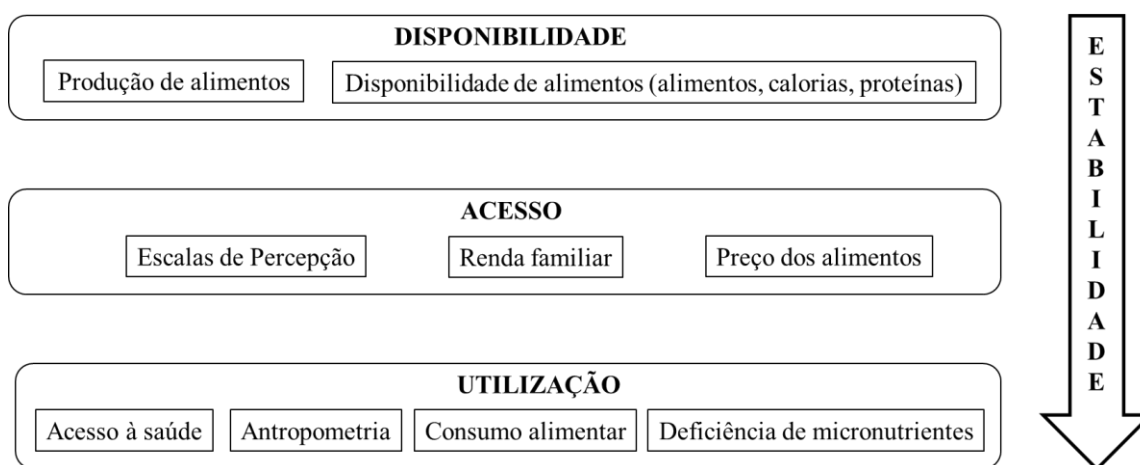 DISPONIBILIDADE
Produção de alimentos
Disponibilidade de alimentos (alimentos, calorias, proteínas)
ACESSO
Escalas de Percepção
Renda familiar
Preço dos alimentos
UTILIZAÇÃO
Acesso à saúde
Antropometria
Consumo alimentar
Deficiência de micronutrientes
E
S
T
A
B
I
L
I
D
A
D
E